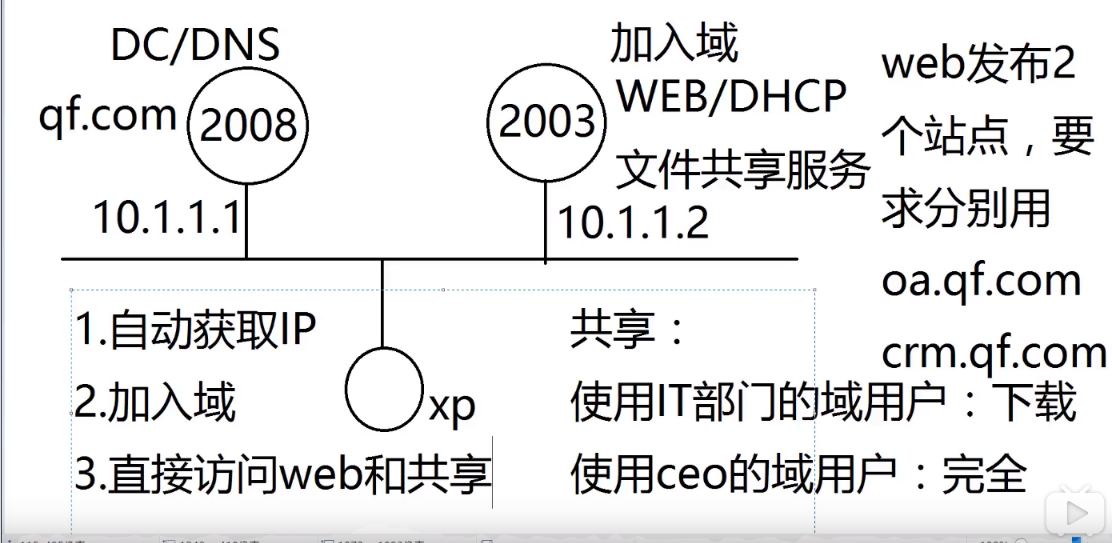 DC/DNS
qf.com
2008
10.1.1.1
加入域
2003
WEB/DHCP
文件共享服务
10.1.1.2
web发布2
个站点，要
求分别用
oa.qf.com
crm.qf.com
1.自动获取IP
2.加入域
3.直接访问web和共享
xp
共享：
使用IT部门的域用户：下载
使用ceo的域用户：完全